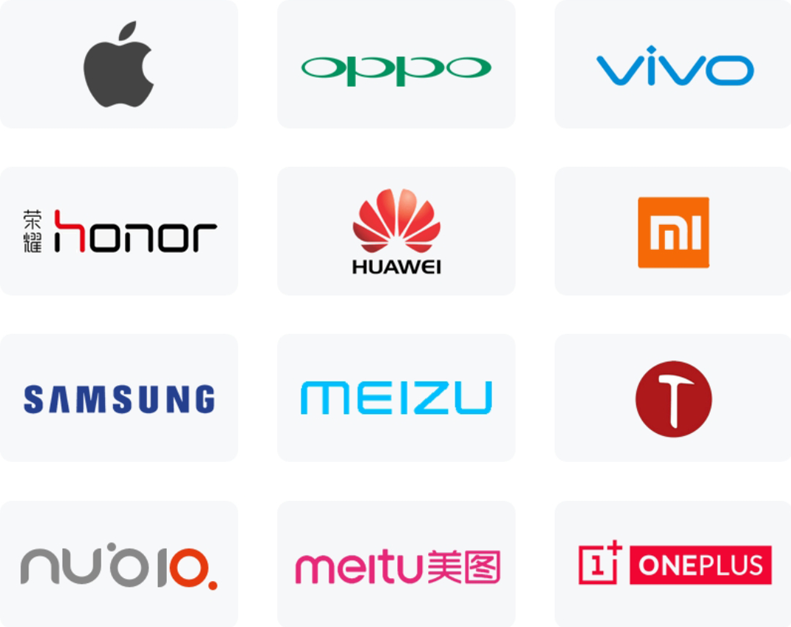 oppo
vivo
荣耀 honor
HUAWEI
mi
SAMSUNG
MEIZU
T
nubia
meitu美图
1+ ONEPLUS